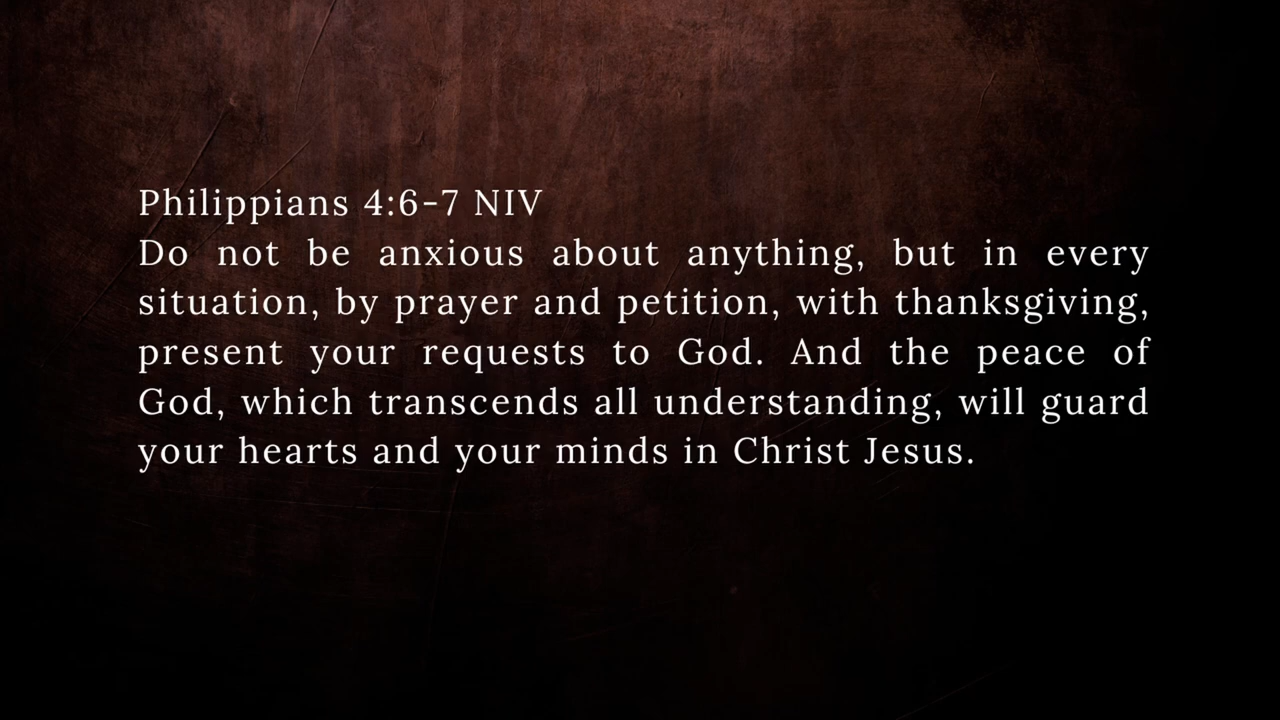 Philippians 4:6-7 NIV
Do not be anxious about anything, but in every
situation, by prayer and petition, with thanksgiving,
present your requests to God. And the peace of
God, which transcends all understanding, will guard
your hearts and your minds in Christ Jesus.